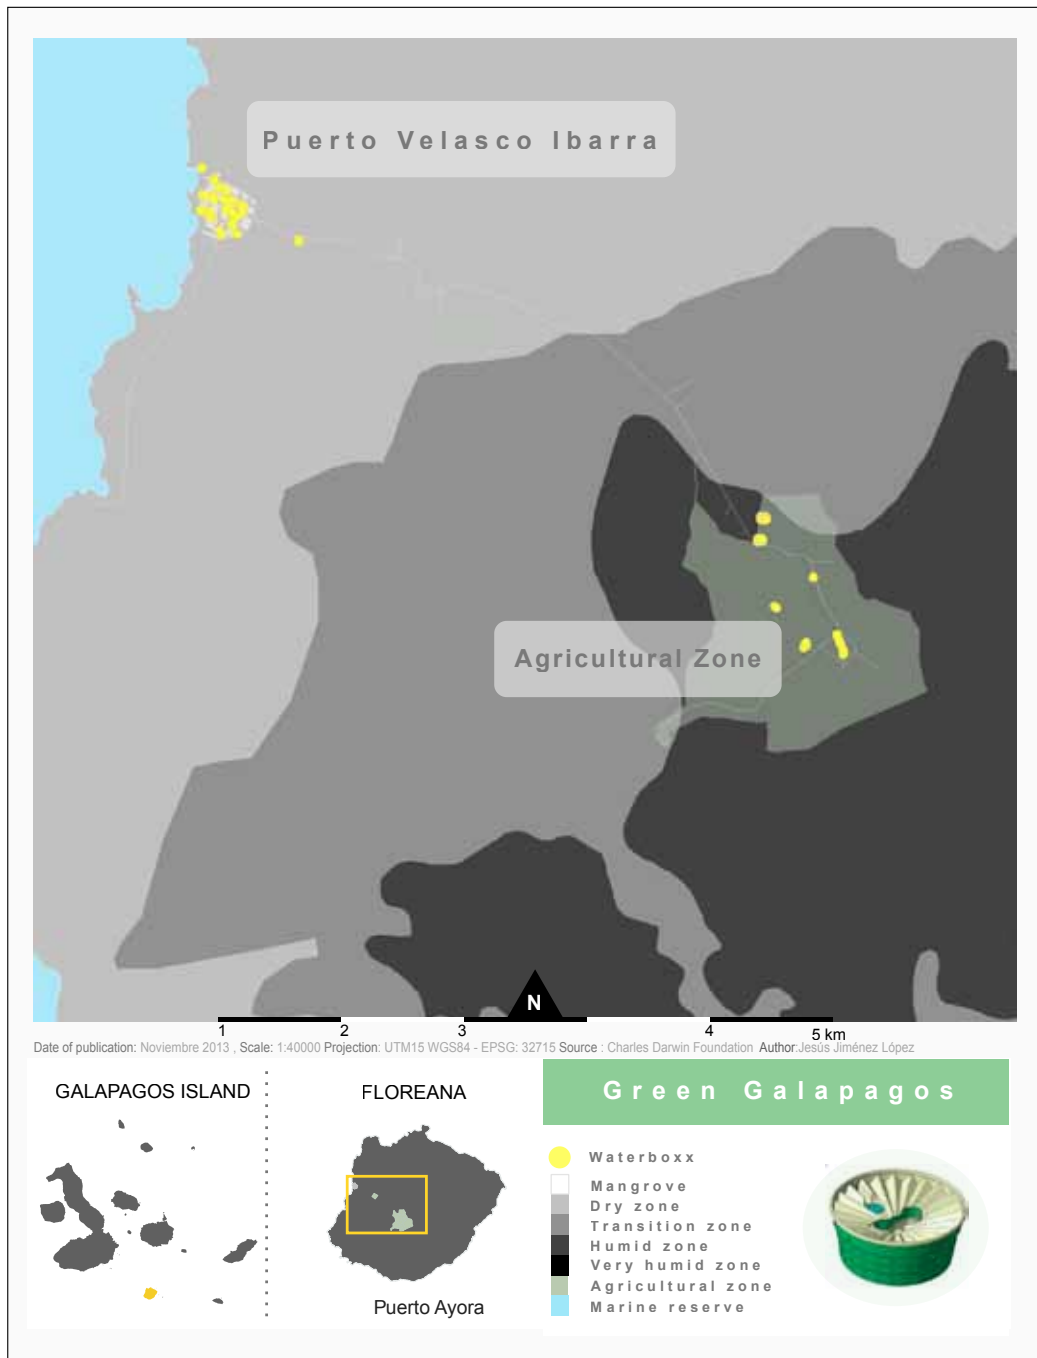 Puerto Velasco Ibarra
Agricultural Zone
N
1 2 3 4 5 km
Date of publication: Noviembre 2013 , Scale: 1:40000 Projection: UTM15 WGS84 - EPSG: 32715 Source : Charles Darwin Foundation Author:Jesús Jiménez López
GALAPAGOS ISLAND
FLOREANA
Puerto Ayora
Green Galapagos
Waterboxx
Mangrove
Dry zone
Transition zone
Humid zone
Very humid zone
Agricultural zone
Marine reserve